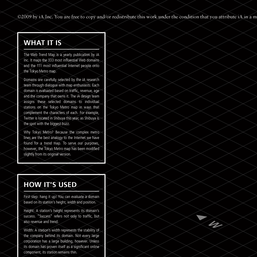 ©2009 by iA Inc. You are free to copy and/or redistribute this work under the condition that you attribute iA as a
WHAT IT IS
The Web Trend Map is a yearly publication by iA
Inc. It maps the 333 most influential Web domains
and the 111 most influential Internet people onto
the Tokyo Metro map.
Domains are carefully selected by the iA research
team through dialogue with map enthusiasts. Each
domain is evaluated based on traffic, revenue, age
and the company that owns it. The iA design team
assigns these selected domains to individual
stations on the Tokyo Metro map in ways that
complement the characters of each. For example,
Twitter is located in Shibuya this year, as Shibuya is
the spot with the biggest buzz.
Why Tokyo Metro? Because the complex metro
lines are the best analogy to the Internet we have
found for a trend map. To serve our purposes,
however, the Tokyo Metro map has been modified
slightly from its original version.
HOW IT'S USED
First step: hang it up! You can evaluate a domain
based on its station's height, width and position.
Height: A station's height represents its domain's
success. "Success" refers not only to traffic, but
also revenue and trend.
Width: A station's width represents the stability of
the company behind its domain. Not every large
corporation has a large building, however. Unless
its domain has proven itself as a significant online
component, its station remains thin.
W